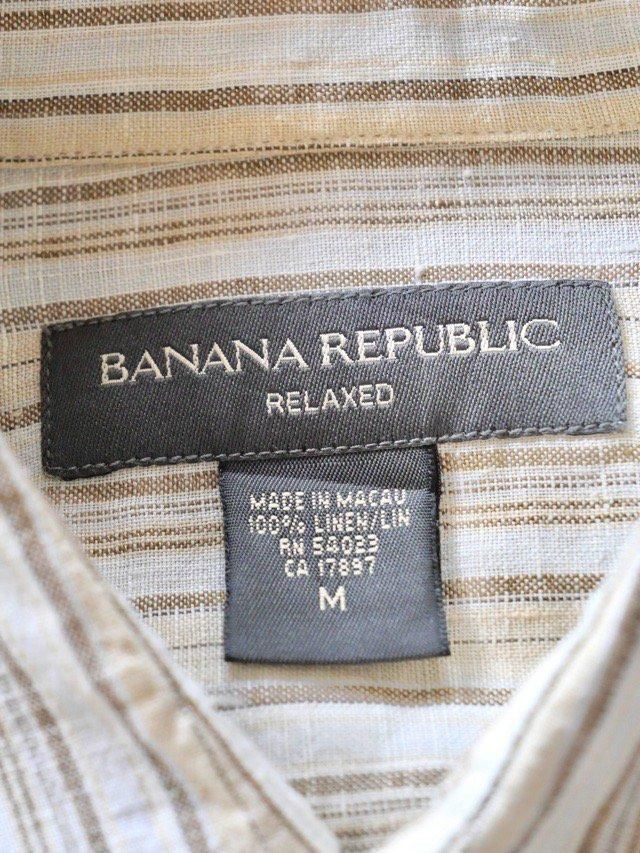 BANANA REPUBLIC
RELAXED
MADE IN MACAU
100% LINEN/LIN
RN 54023
CA 17897
M